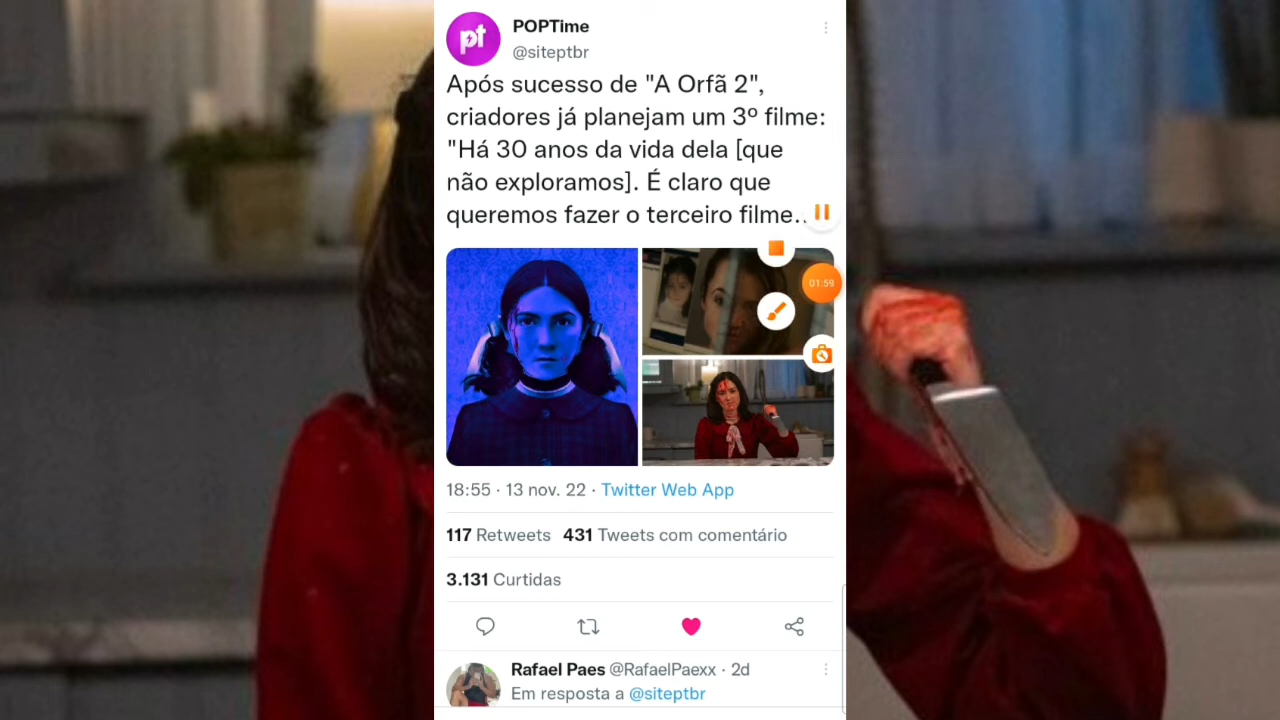 pt
POPTime
@siteptbr
Após sucesso de "A Orfã 2",
criadores já planejam um 3º filme:
"Há 30 anos da vida dela [que
não exploramos]. É claro que
queremos fazer o terceiro filme..
01:59
18:55 · 13 nov. 22 · Twitter Web App
117 Retweets 431 Tweets com comentário
3.131 Curtidas
Rafael Paes @RafaelPaexx · 2d
Em resposta a @siteptbr